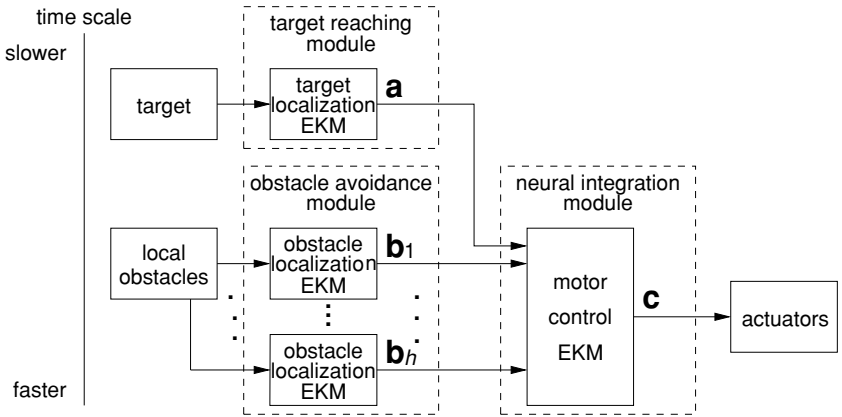 time scale
slower
faster
target reaching
module
target
target
localization
EKM
a
obstacle avoidance
module
local
obstacles
obstacle
localization
EKM
b1
obstacle
localization
EKM
bh
neural integration
module
motor
control
EKM
c
actuators